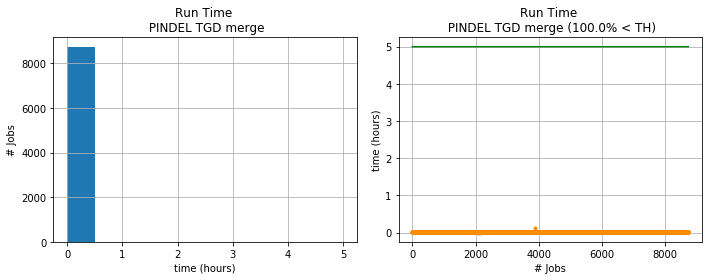 Run Time
PINDEL TGD merge
# Jobs
8000
6000
4000
2000
0
0 1 2 3 4 5
time (hours)
Run Time
PINDEL TGD merge (100.0% < TH)
time (hours)
5
4
3
2
1
0
0 2000 4000 6000 8000
# Jobs